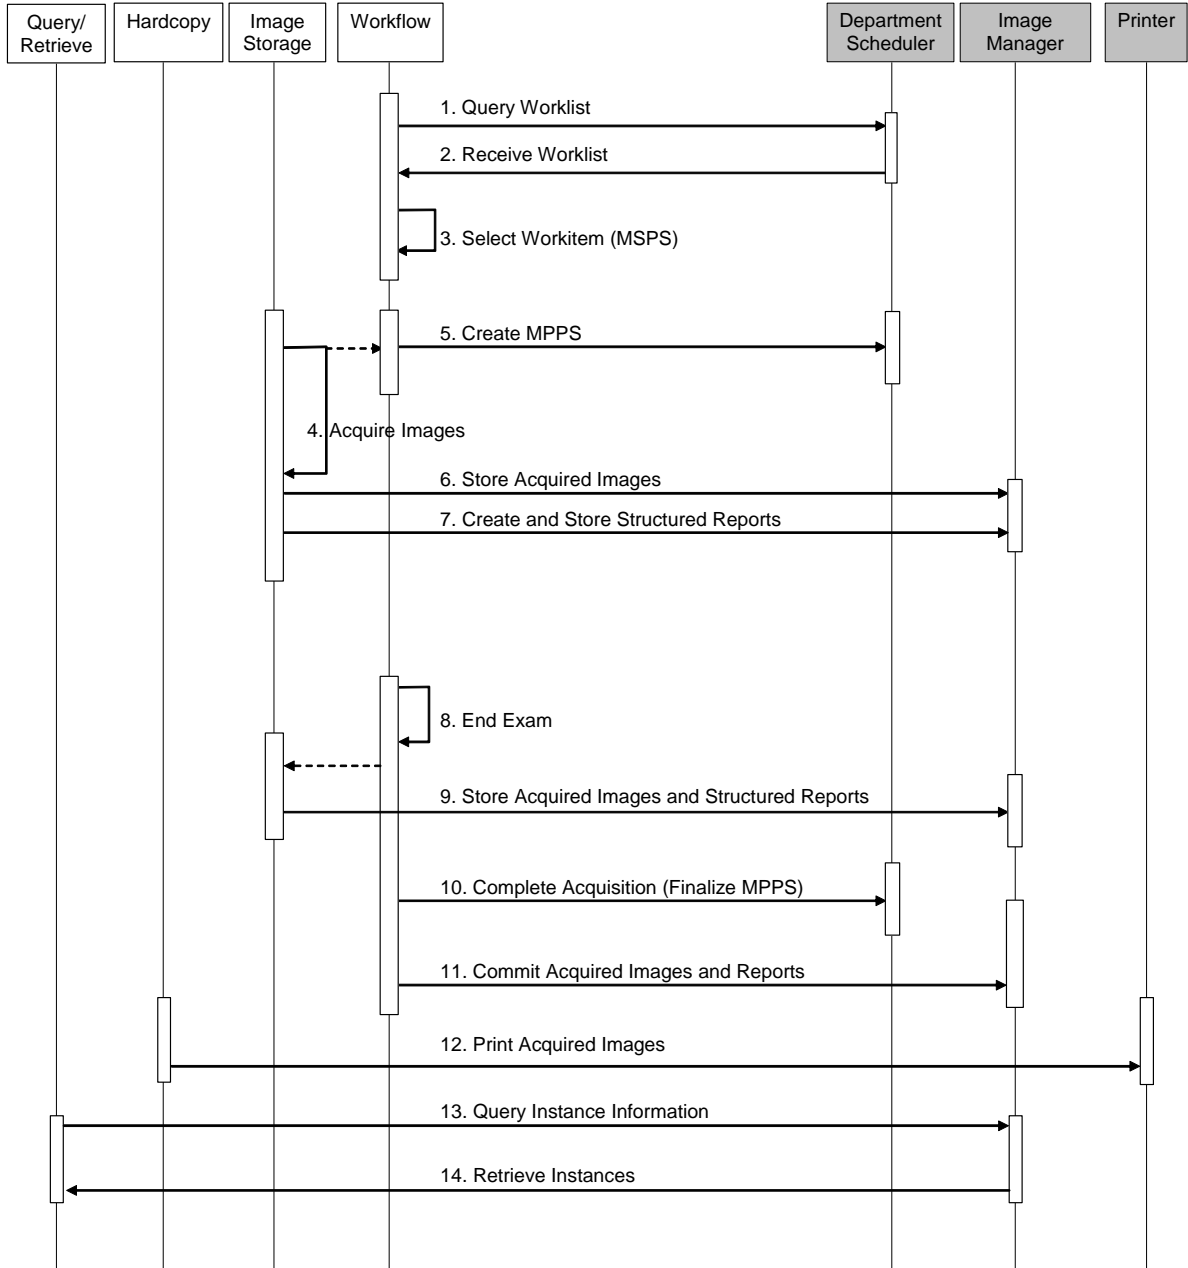 Query/
Retrieve
Hardcopy
Image
Storage
Workflow
Department
Scheduler
Image
Manager
Printer
1. Query Worklist
2. Receive Worklist
3. Select Workitem (MSPS)
5. Create MPPS
4. Acquire Images
6. Store Acquired Images
7. Create and Store Structured Reports
8. End Exam
9. Store Acquired Images and Structured Reports
10. Complete Acquisition (Finalize MPPS)
11. Commit Acquired Images and Reports
12. Print Acquired Images
13. Query Instance Information
14. Retrieve Instances